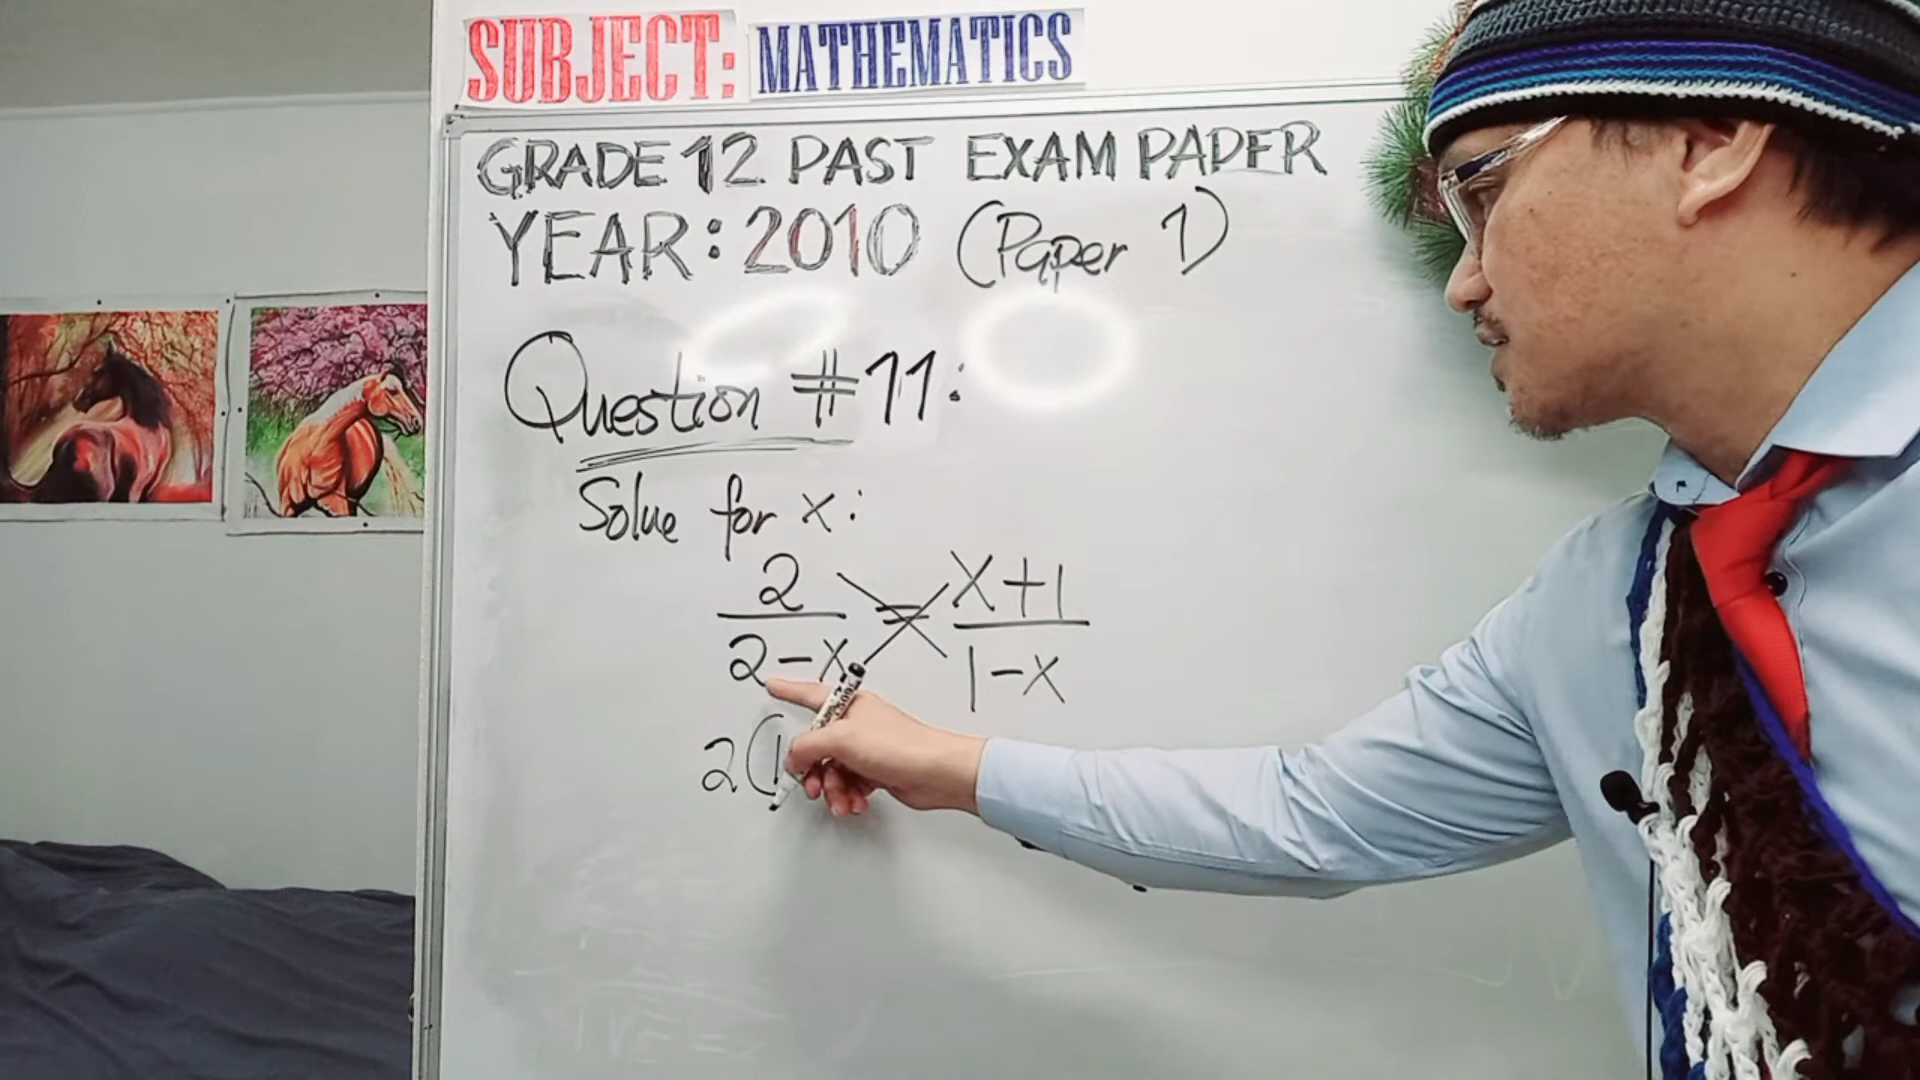 SUBJECT: MATHEMATICS
GRADE 12 PAST EXAM PAPER
YEAR: 2010 (Paper 1)
Question #11:
Solve for x:
2/2-x = x+1/1-x
2(1